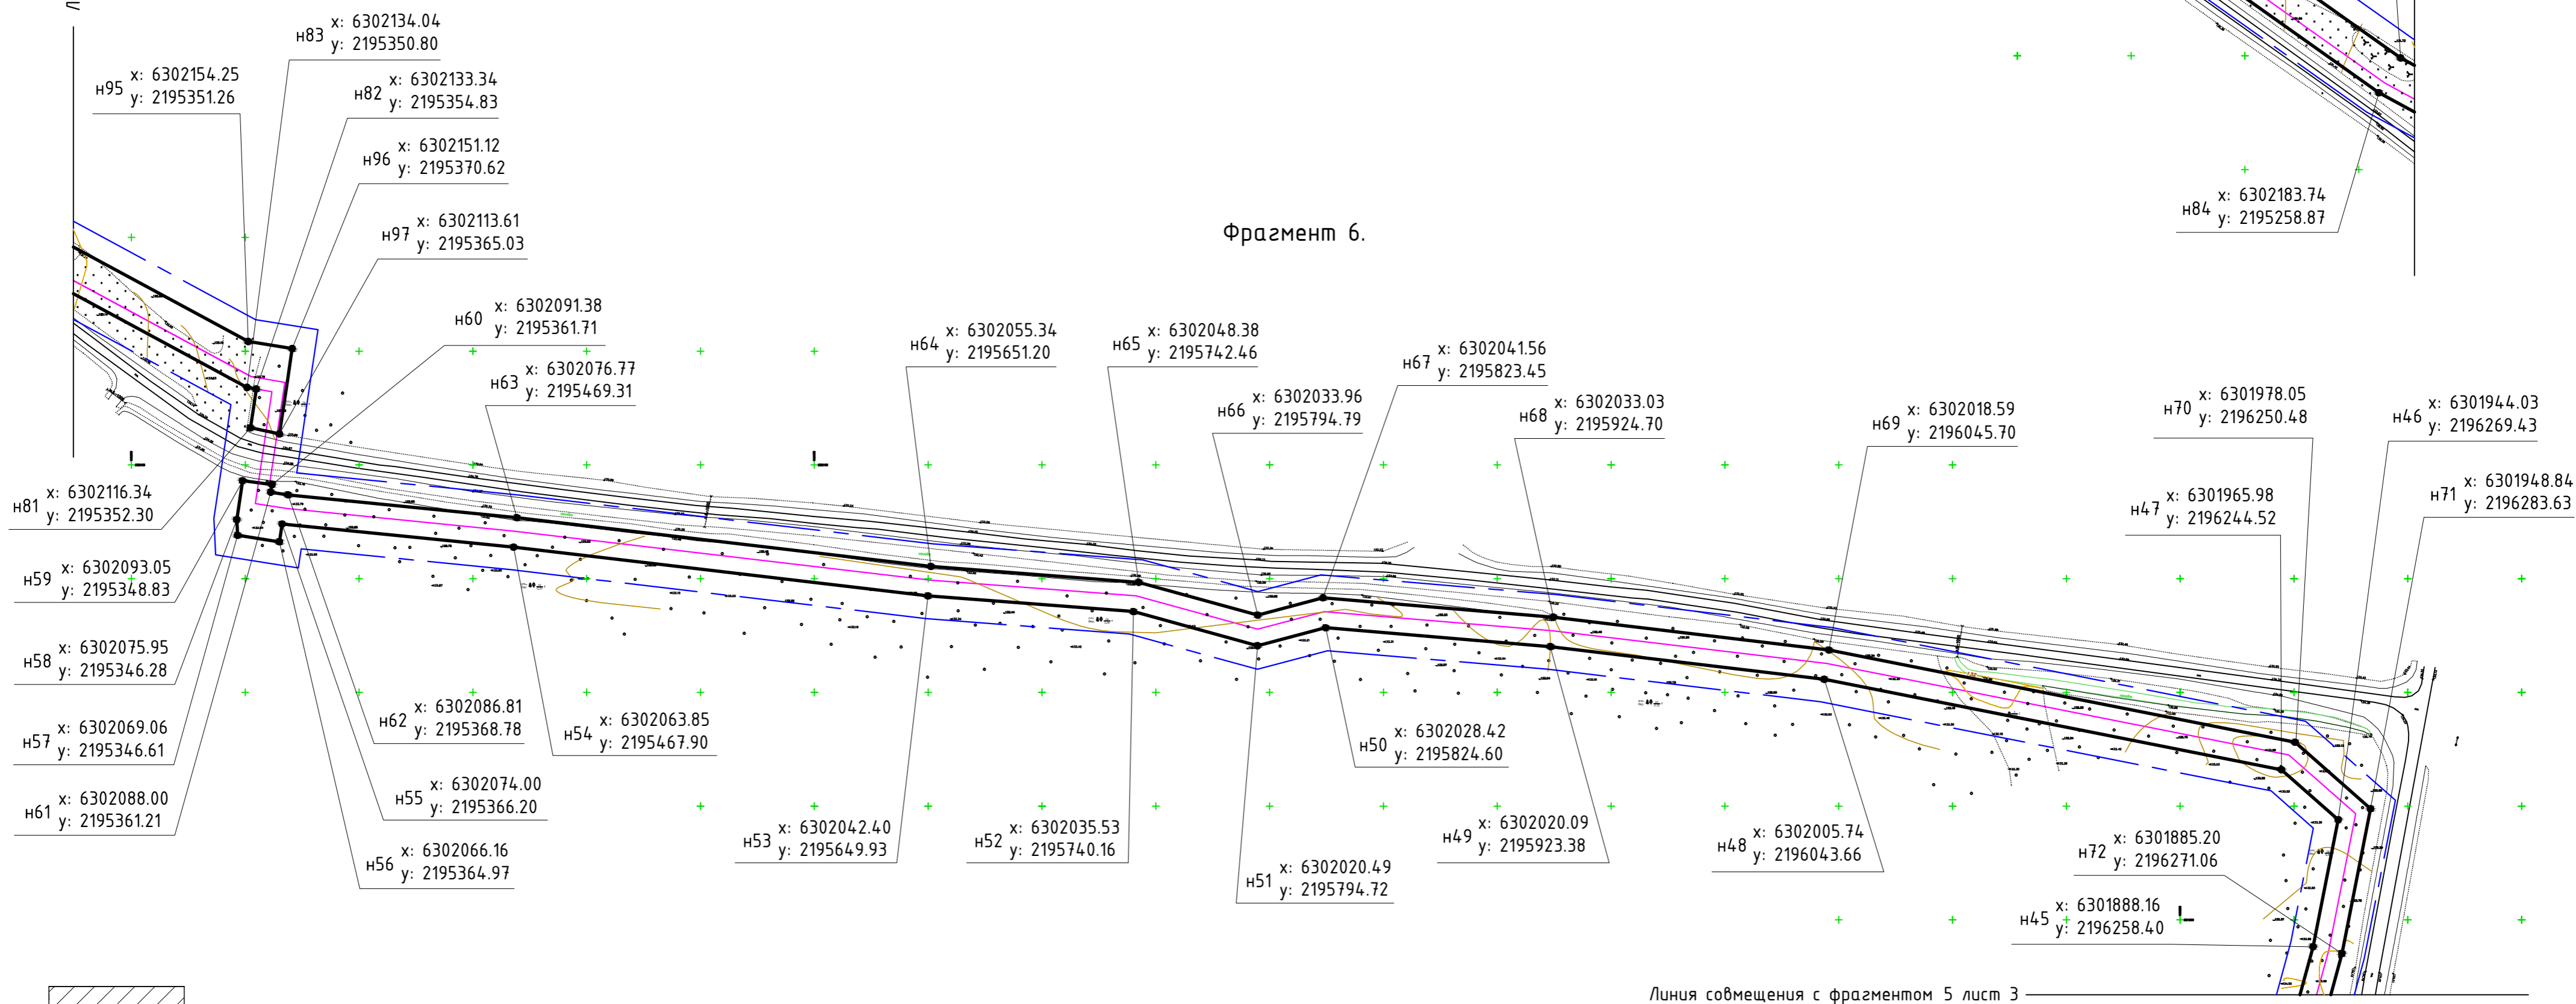 Л
н83 x: 6302134.04
y: 2195350.80
н95 x: 6302154.25
y: 2195351.26
н82 x: 6302133.34
y: 2195354.83
н96 x: 6302151.12
y: 2195370.62
н97 x: 6302113.61
y: 2195365.03
н84 x: 6302183.74
y: 2195258.87
Фрагмент 6.
н60 x: 6302091.38
y: 2195361.71
н63 x: 6302076.77
y: 2195469.31
н64 x: 6302055.34
y: 2195651.20
н65 x: 6302048.38
y: 2195742.46
н66 x: 6302033.96
y: 2195794.79
н67 x: 6302041.56
y: 2195823.45
н68 x: 6302033.03
y: 2195924.70
н69 x: 6302018.59
y: 2196045.70
н70 x: 6301978.05
y: 2196250.48
н46 x: 6301944.03
y: 2196269.43
н47 x: 6301965.98
y: 2196244.52
н71 x: 6301948.84
y: 2196283.63
н81 x: 6302116.34
y: 2195352.30
н59 x: 6302093.05
y: 2195348.83
н58 x: 6302075.95
y: 2195346.28
н57 x: 6302069.06
y: 2195346.61
н61 x: 6302088.00
y: 2195361.21
н62 x: 6302086.81
y: 2195368.78
н55 x: 6302074.00
y: 2195366.20
н56 x: 6302066.16
y: 2195364.97
н54 x: 6302063.85
y: 2195467.90
н53 x: 6302042.40
y: 2195649.93
н52 x: 6302035.53
y: 2195740.16
н51 x: 6302020.49
y: 2195794.72
н50 x: 6302028.42
y: 2195824.60
н49 x: 6302020.09
y: 2195923.38
н48 x: 6302005.74
y: 2196043.66
н72 x: 6301885.20
y: 2196271.06
н45 x: 6301888.16
y: 2196258.40
Линия совмещения с фрагментом 5 лист 3